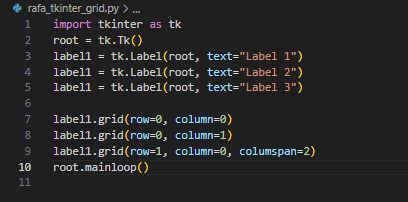 rafa_tkinter_grid.py > ...
1 import tkinter as tk
2 root = tk.Tk()
3 label1 = tk.Label(root, text="Label 1")
4 label1 = tk.Label(root, text="Label 2")
5 label1 = tk.Label(root, text="Label 3")
6
7 label1.grid(row=0, column=0)
8 label1.grid(row=0, column=1)
9 label1.grid(row=1, column=0, columspan=2)
10 root.mainloop()
11